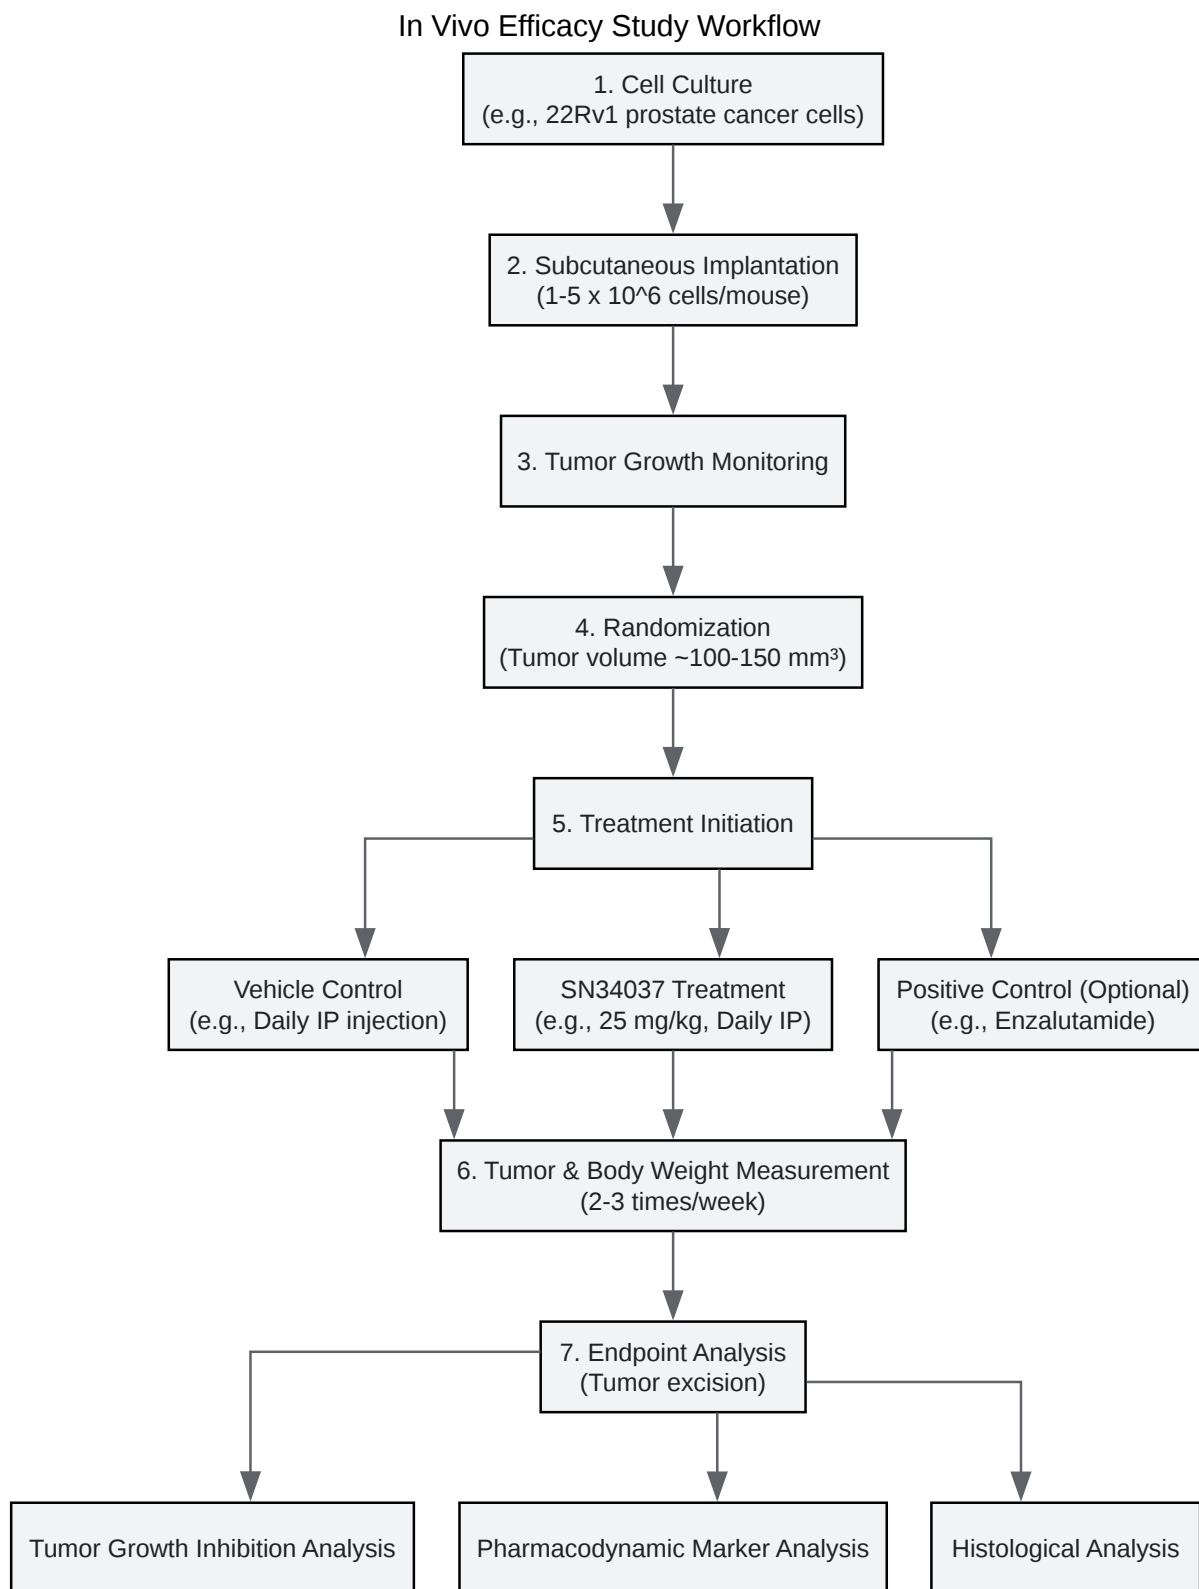 In Vivo Efficacy Study Workflow
1. Cell Culture
(e.g., 22Rv1 prostate cancer cells)
2. Subcutaneous Implantation
(1-5 x 10^6 cells/mouse)
3. Tumor Growth Monitoring
4. Randomization
(Tumor volume ~100-150 mm³)
5. Treatment Initiation
Vehicle Control
(e.g., Daily IP injection)
SN34037 Treatment
(e.g., 25 mg/kg, Daily IP)
Positive Control (Optional)
(e.g., Enzalutamide)
6. Tumor & Body Weight Measurement
(2-3 times/week)
7. Endpoint Analysis
(Tumor excision)
Tumor Growth Inhibition Analysis
Pharmacodynamic Marker Analysis
Histological Analysis